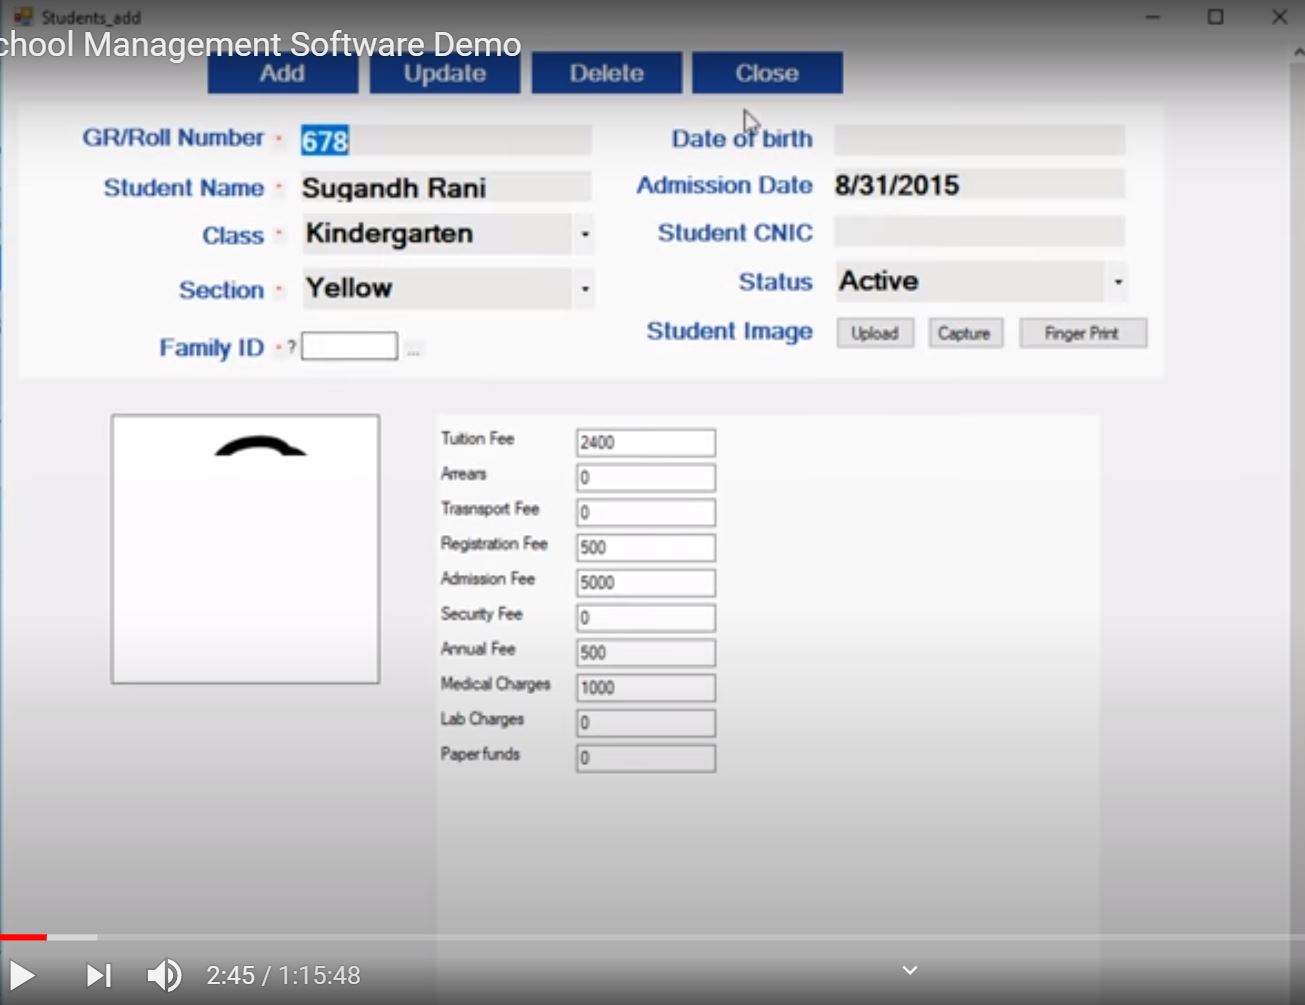 Students_add
chool Management Software Demo
Add Update Delete Close
GR/Roll Number * 678
Date of birth
Student Name * Sugandh Rani
Admission Date 8/31/2015
Class * Kindergarten
Student CNIC
Section * Yellow
Status Active
Family ID * ? ...
Student Image Upload Capture Finger Print
Tuition Fee 2400
Arrears 0
Trasnsport Fee 0
Registration Fee 500
Admission Fee 5000
Security Fee 0
Annual Fee 500
Medical Charges 1000
Lab Charges 0
Paper funds 0
2:45 / 1:15:48